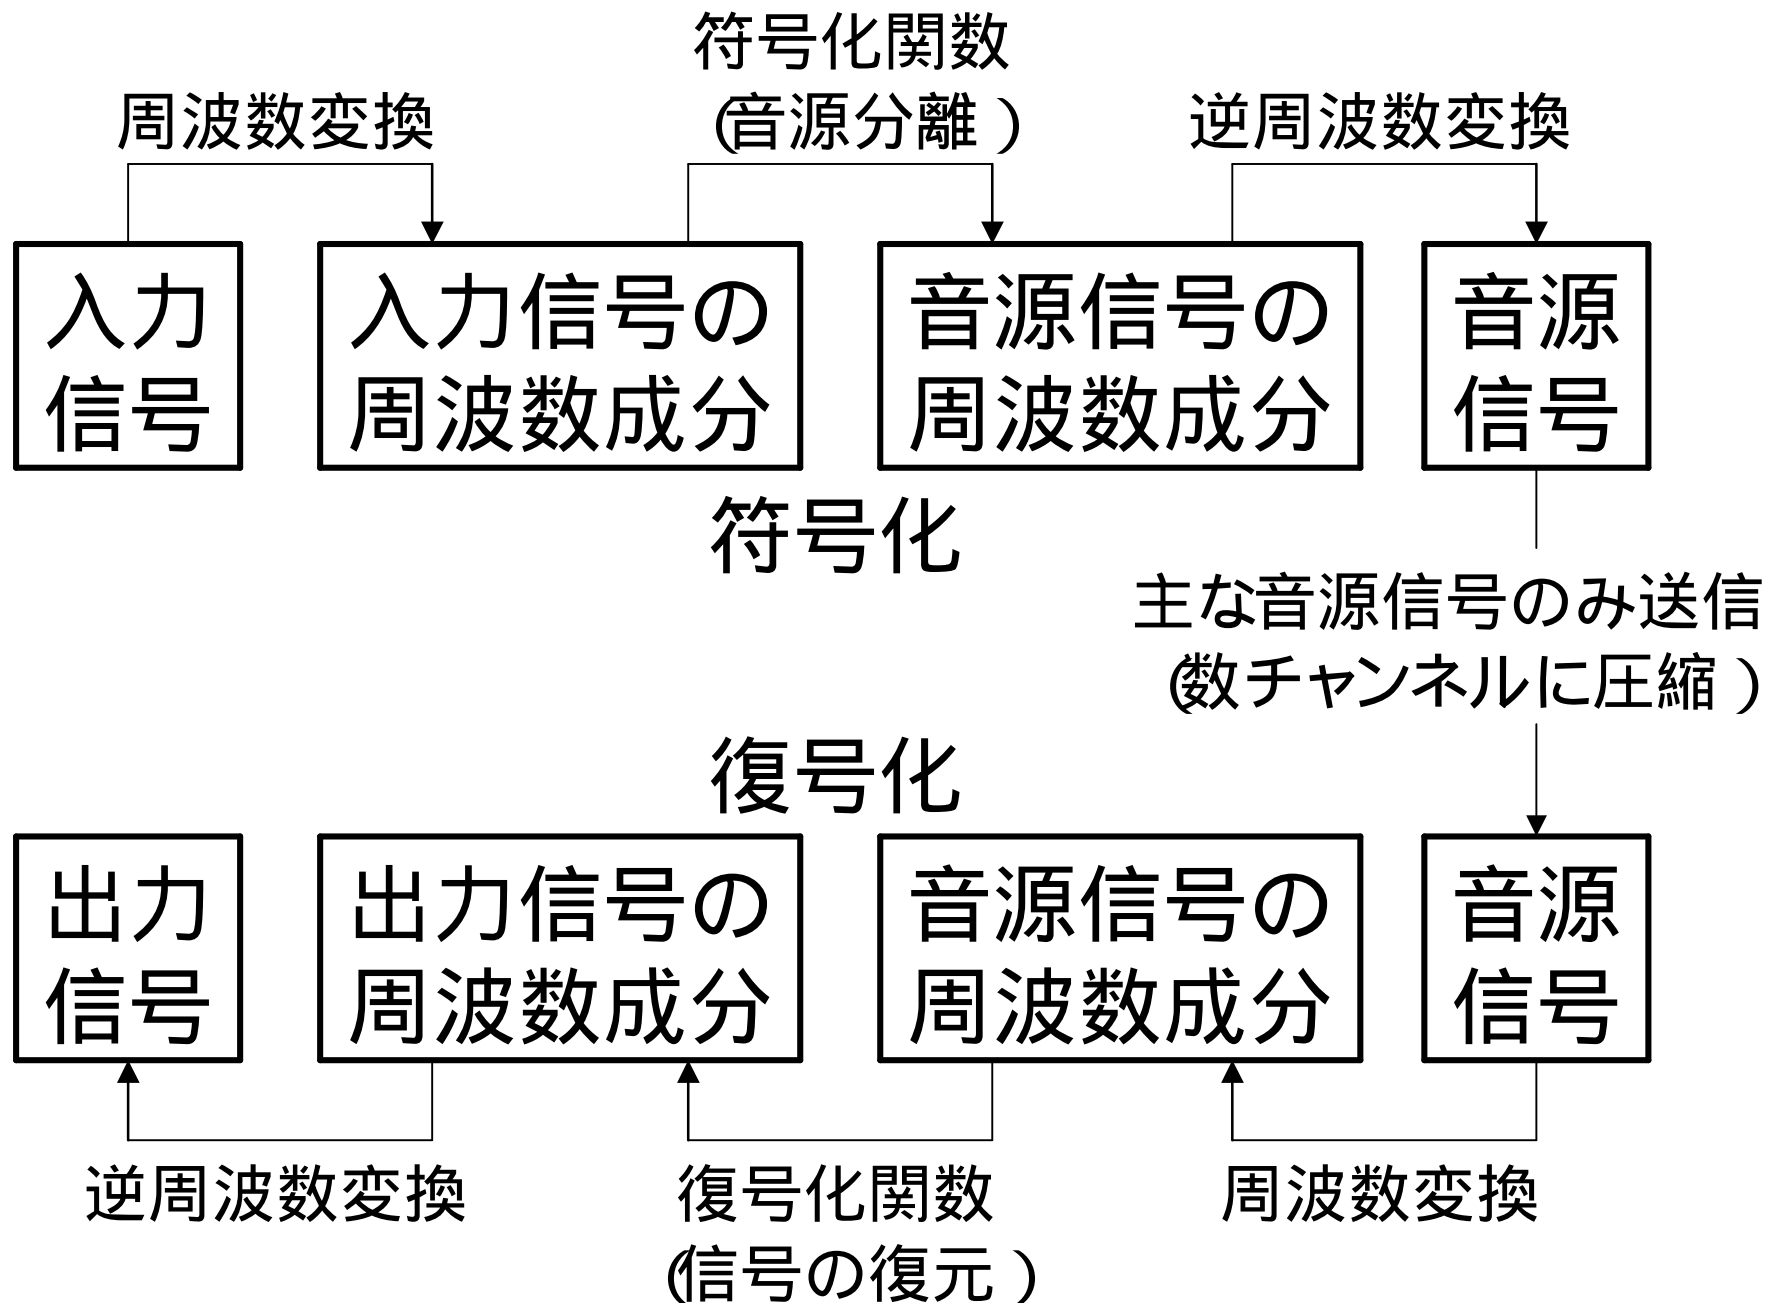 符号化関数
周波数変換
（音源分離）
逆周波数変換
入力
信号
入力信号の
周波数成分
音源信号の
周波数成分
音源
信号
符号化
主な音源信号のみ送信
（数チャンネルに圧縮）
復号化
出力
信号
出力信号の
周波数成分
音源信号の
周波数成分
音源
信号
逆周波数変換
復号化関数
（信号の復元）
周波数変換